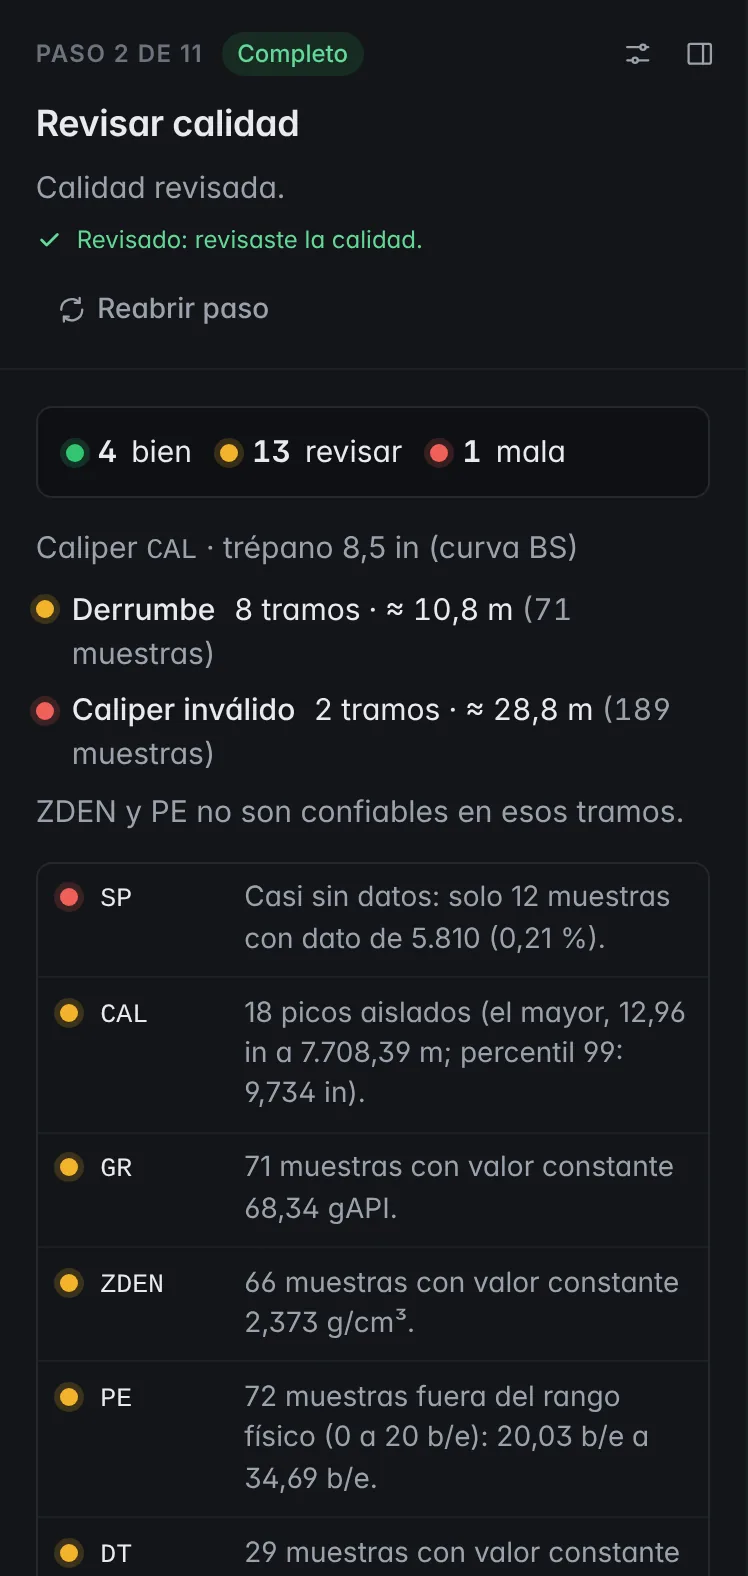 PASO 2 DE 11 Completo
Revisar calidad
Calidad revisada.
Revisado: revisaste la calidad.
Reabrir paso
4 bien 13 revisar 1 mala
Caliper CAL · trépano 8,5 in (curva BS)
Derrumbe 8 tramos · ≈ 10,8 m (71
muestras)
Caliper inválido 2 tramos · ≈ 28,8 m (189
muestras)
ZDEN y PE no son confiables en esos tramos.
SP Casi sin datos: solo 12 muestras
con dato de 5.810 (0,21 %).
CAL 18 picos aislados (el mayor, 12,96
in a 7.708,39 m; percentil 99:
9,734 in).
GR 71 muestras con valor constante
68,34 gAPI.
ZDEN 66 muestras con valor constante
2,373 g/cm³.
PE 72 muestras fuera del rango
físico (0 a 20 b/e): 20,03 b/e a
34,69 b/e.
DT 29 muestras con valor constante